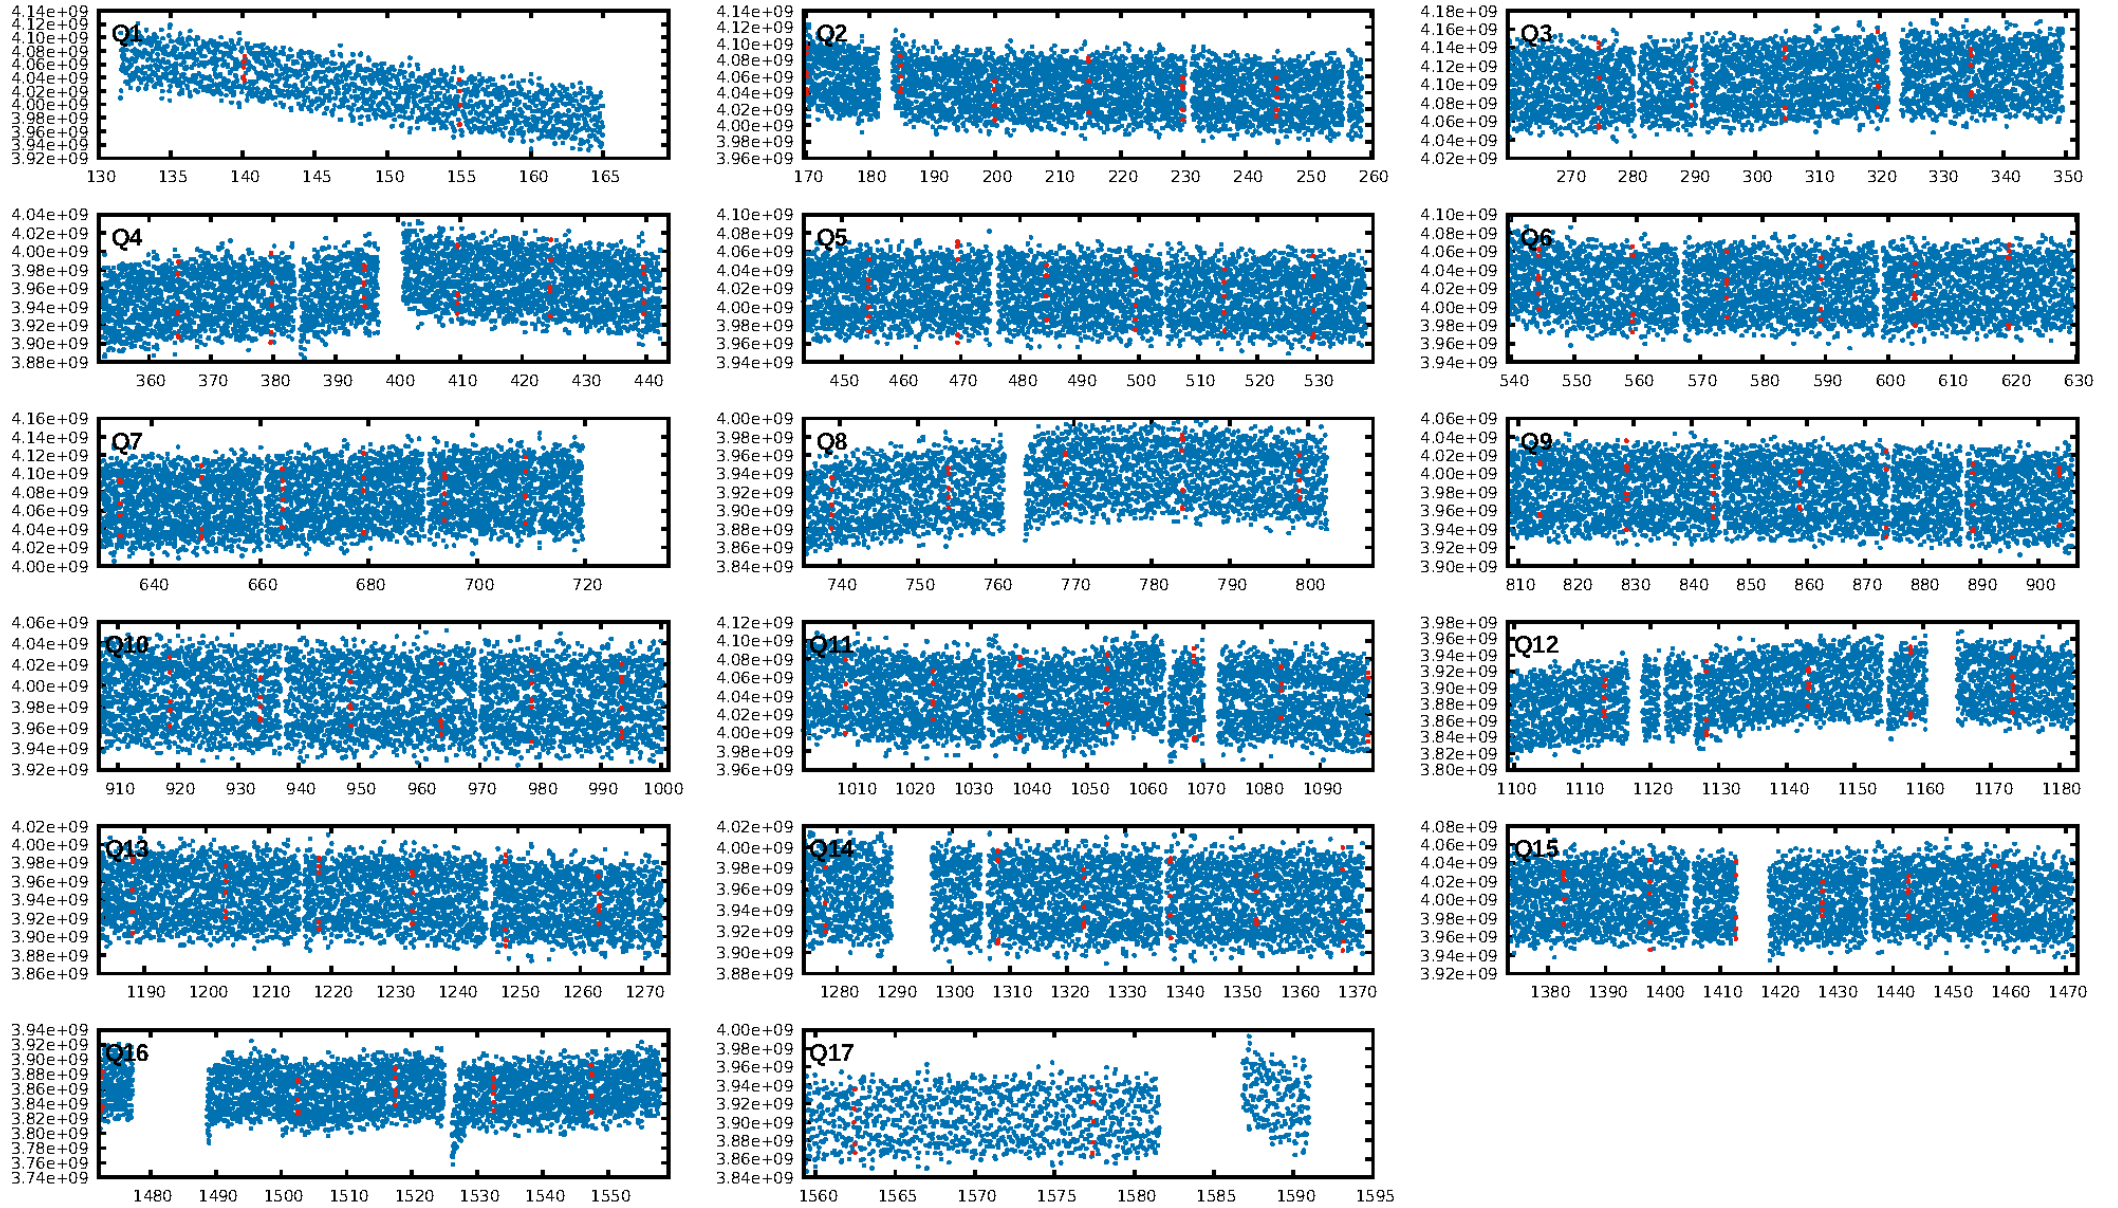 Q1
4.14e+09
4.12e+09
4.10e+09
4.08e+09
4.06e+09
4.04e+09
4.02e+09
4.00e+09
3.98e+09
3.96e+09
3.94e+09
3.92e+09
130 135 140 145 150 155 160 165
Q2
4.14e+09
4.12e+09
4.10e+09
4.08e+09
4.06e+09
4.04e+09
4.02e+09
4.00e+09
3.98e+09
3.96e+09
170 180 190 200 210 220 230 240 250 260
Q3
4.18e+09
4.16e+09
4.14e+09
4.12e+09
4.10e+09
4.08e+09
4.06e+09
4.04e+09
4.02e+09
270 280 290 300 310 320 330 340 350
Q4
4.04e+09
4.02e+09
4.00e+09
3.98e+09
3.96e+09
3.94e+09
3.92e+09
3.90e+09
3.88e+09
360 370 380 390 400 410 420 430 440
Q5
4.10e+09
4.08e+09
4.06e+09
4.04e+09
4.02e+09
4.00e+09
3.98e+09
3.96e+09
3.94e+09
450 460 470 480 490 500 510 520 530
Q6
4.10e+09
4.08e+09
4.06e+09
4.04e+09
4.02e+09
4.00e+09
3.98e+09
3.96e+09
3.94e+09
540 550 560 570 580 590 600 610 620 630
Q7
4.16e+09
4.14e+09
4.12e+09
4.10e+09
4.08e+09
4.06e+09
4.04e+09
4.02e+09
4.00e+09
640 660 680 700 720
Q8
4.00e+09
3.98e+09
3.96e+09
3.94e+09
3.92e+09
3.90e+09
3.88e+09
3.86e+09
3.84e+09
740 750 760 770 780 790 800
Q9
4.06e+09
4.04e+09
4.02e+09
4.00e+09
3.98e+09
3.96e+09
3.94e+09
3.92e+09
3.90e+09
810 820 830 840 850 860 870 880 890 900
Q10
4.06e+09
4.04e+09
4.02e+09
4.00e+09
3.98e+09
3.96e+09
3.94e+09
3.92e+09
910 920 930 940 950 960 970 980 990 1000
Q11
4.12e+09
4.10e+09
4.08e+09
4.06e+09
4.04e+09
4.02e+09
4.00e+09
3.98e+09
3.96e+09
1010 1020 1030 1040 1050 1060 1070 1080 1090
Q12
3.98e+09
3.96e+09
3.94e+09
3.92e+09
3.90e+09
3.88e+09
3.86e+09
3.84e+09
3.82e+09
3.80e+09
1100 1110 1120 1130 1140 1150 1160 1170 1180
Q13
4.02e+09
4.00e+09
3.98e+09
3.96e+09
3.94e+09
3.92e+09
3.90e+09
3.88e+09
3.86e+09
1190 1200 1210 1220 1230 1240 1250 1260 1270
Q14
4.02e+09
4.00e+09
3.98e+09
3.96e+09
3.94e+09
3.92e+09
3.90e+09
3.88e+09
1280 1290 1300 1310 1320 1330 1340 1350 1360 1370
Q15
4.08e+09
4.06e+09
4.04e+09
4.02e+09
4.00e+09
3.98e+09
3.96e+09
3.94e+09
3.92e+09
1380 1390 1400 1410 1420 1430 1440 1450 1460 1470
Q16
3.94e+09
3.92e+09
3.90e+09
3.88e+09
3.86e+09
3.84e+09
3.82e+09
3.80e+09
3.78e+09
3.76e+09
3.74e+09
1480 1490 1500 1510 1520 1530 1540 1550
Q17
4.00e+09
3.98e+09
3.96e+09
3.94e+09
3.92e+09
3.90e+09
3.88e+09
3.86e+09
3.84e+09
1560 1565 1570 1575 1580 1585 1590 1595